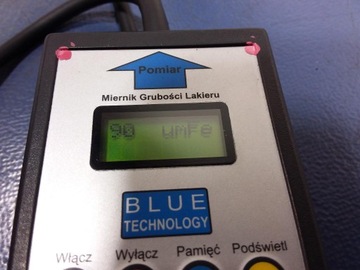 Pomiar
Miernik Grubości Lakieru
90 umFe
BLUE
TECHNOLOGY
Włącz Wyłącz Pamięć Podświetl